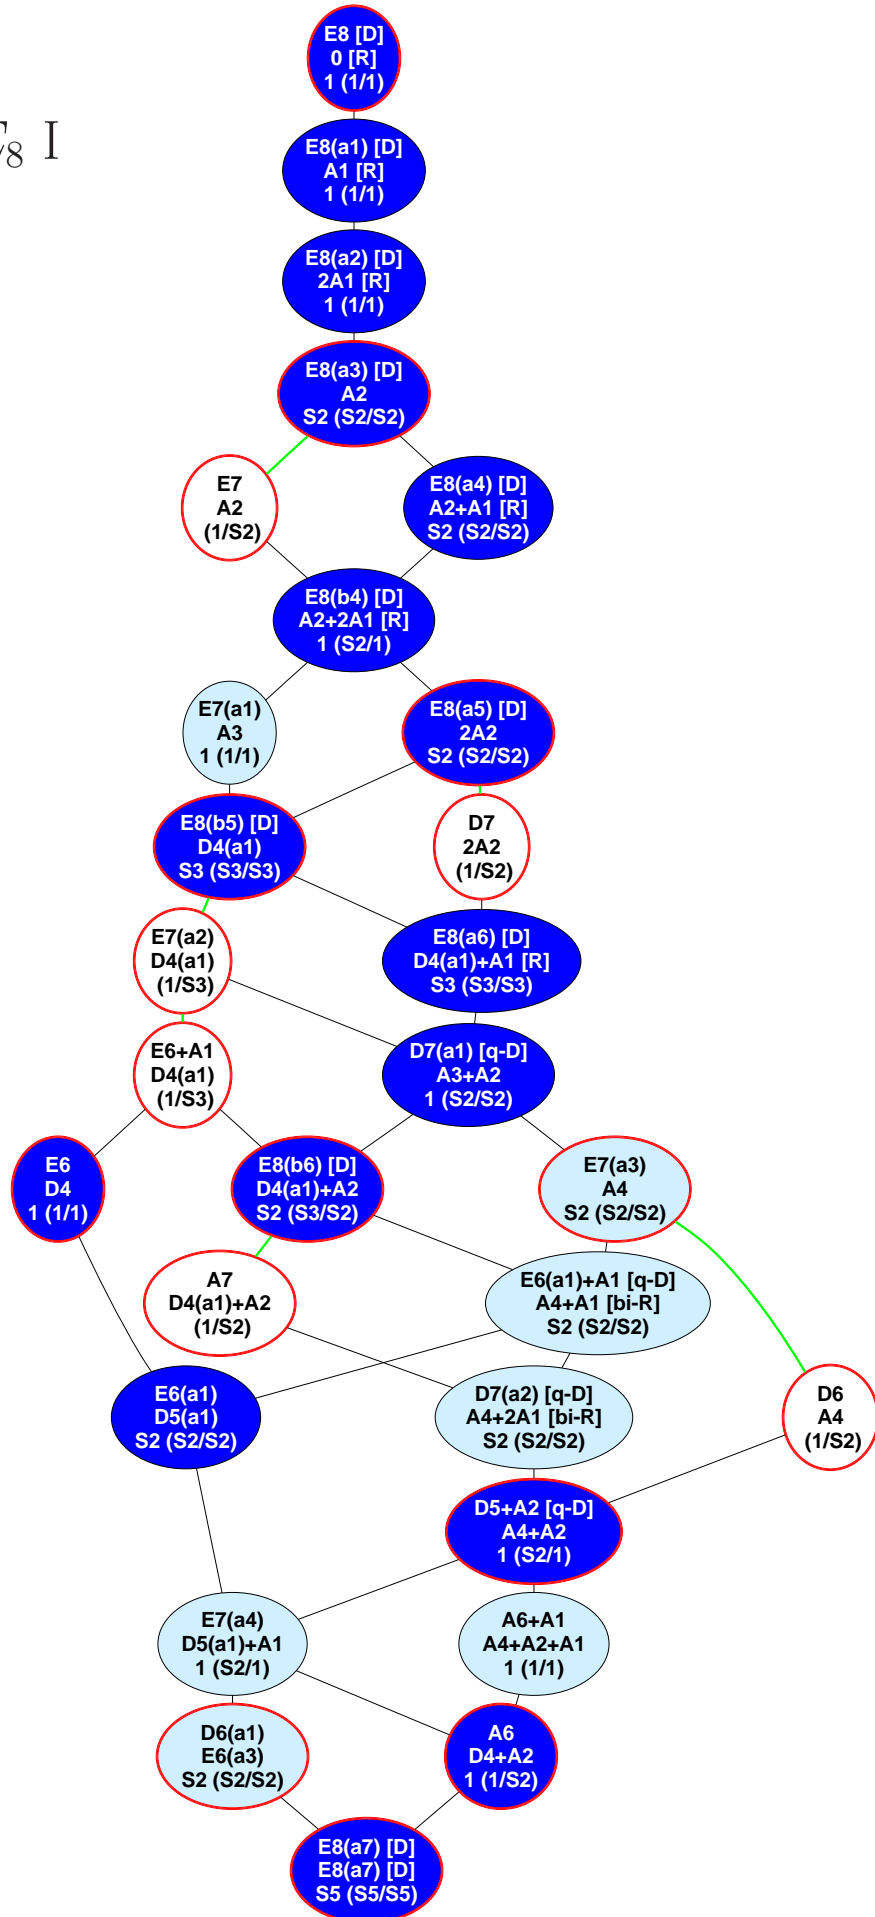 E8 [D]
0 [R]
1 (1/1)
8 I
E8(a1) [D]
A1 [R]
1 (1/1)
E8(a2) [D]
2A1 [R]
1 (1/1)
E8(a3) [D]
A2
S2 (S2/S2)
E7
A2
(1/S2)
E8(a4) [D]
A2+A1 [R]
S2 (S2/S2)
E8(b4) [D]
A2+2A1 [R]
1 (S2/1)
E7(a1)
A3
1 (1/1)
E8(a5) [D]
2A2
S2 (S2/S2)
E8(b5) [D]
D4(a1)
S3 (S3/S3)
D7
2A2
(1/S2)
E7(a2)
D4(a1)
(1/S3)
E8(a6) [D]
D4(a1)+A1 [R]
S3 (S3/S3)
E6+A1
D4(a1)
(1/S3)
D7(a1) [q-D]
A3+A2
1 (S2/S2)
E6
D4
1 (1/1)
E8(b6) [D]
D4(a1)+A2
S2 (S3/S2)
E7(a3)
A4
S2 (S2/S2)
A7
D4(a1)+A2
(1/S2)
E6(a1)+A1 [q-D]
A4+A1 [bi-R]
S2 (S2/S2)
E6(a1)
D5(a1)
S2 (S2/S2)
D7(a2) [q-D]
A4+2A1 [bi-R]
S2 (S2/S2)
D6
A4
(1/S2)
D5+A2 [q-D]
A4+A2
1 (S2/1)
E7(a4)
D5(a1)+A1
1 (S2/1)
A6+A1
A4+A2+A1
1 (1/1)
D6(a1)
E6(a3)
S2 (S2/S2)
A6
D4+A2
1 (1/S2)
E8(a7) [D]
E8(a7) [D]
S5 (S5/S5)